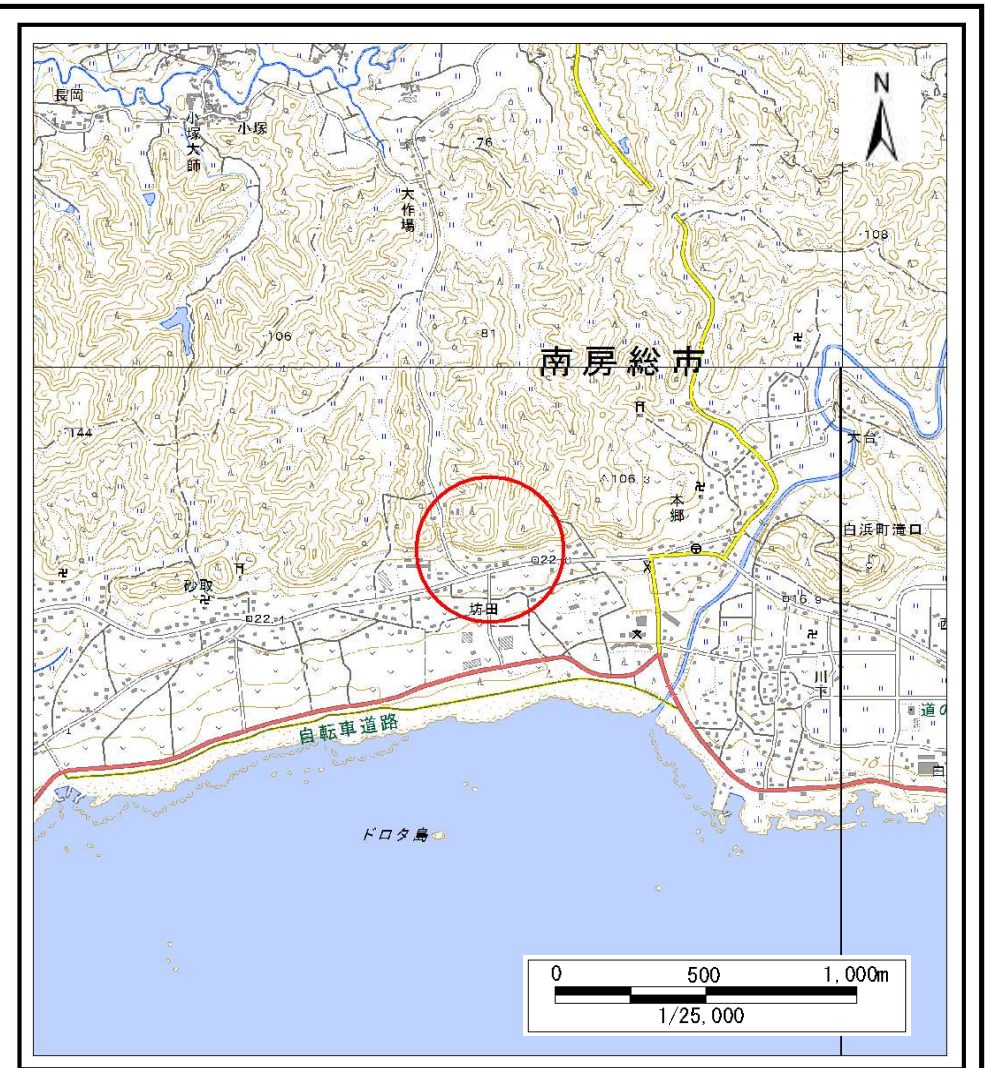 N
長岡
小塚大師
小塚
76
大作場
108
106
81
南房総市
144
106.3
本郷
大台
白浜町滝口
砂取
22.1
坊田
16.9
川下
道の
自転車道路
10
白
ドロタ島
0 500 1,000m
1/25,000